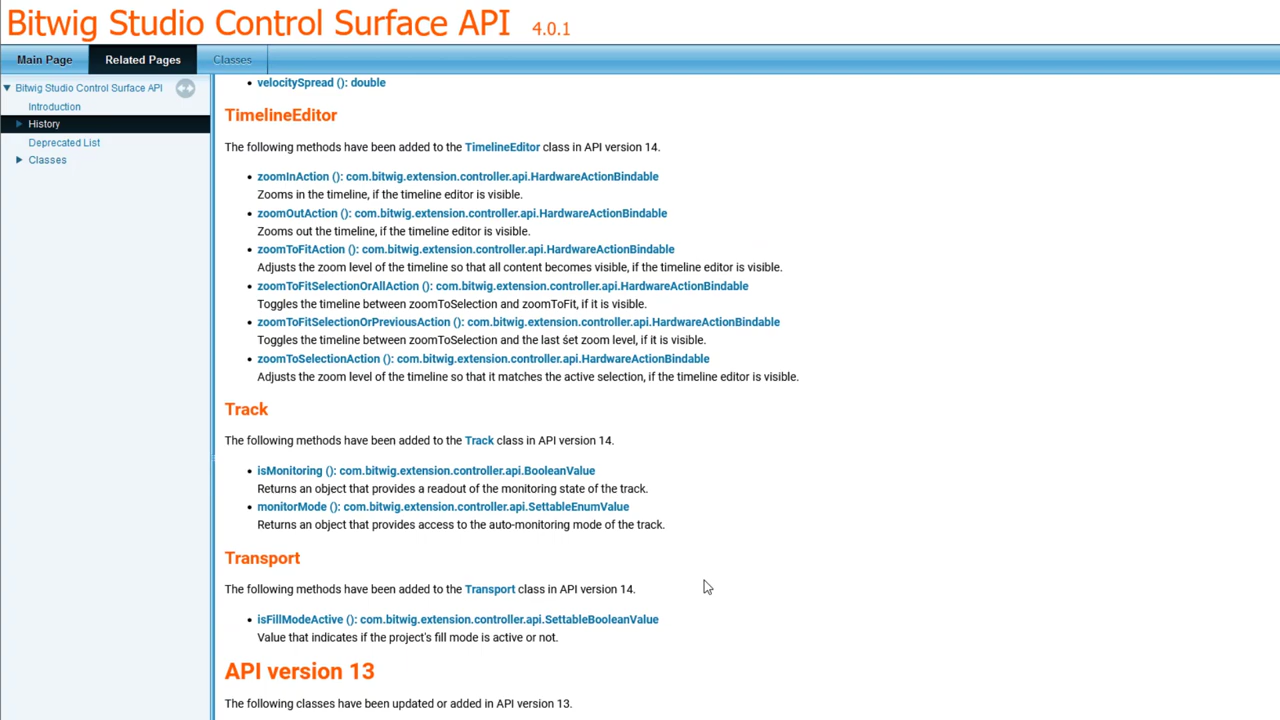 Bitwig Studio Control Surface API 4.0.1
Main Page Related Pages Classes
Bitwig Studio Control Surface API
Introduction
History
Deprecated List
Classes
velocitySpread (): double
TimelineEditor
The following methods have been added to the TimelineEditor class in API version 14.
zoomInAction (): com.bitwig.extension.controller.api.HardwareActionBindable
Zooms in the timeline, if the timeline editor is visible.
zoomOutAction (): com.bitwig.extension.controller.api.HardwareActionBindable
Zooms out the timeline, if the timeline editor is visible.
zoomToFitAction (): com.bitwig.extension.controller.api.HardwareActionBindable
Adjusts the zoom level of the timeline so that all content becomes visible, if the timeline editor is visible.
zoomToFitSelectionOrAllAction (): com.bitwig.extension.controller.api.HardwareActionBindable
Toggles the timeline between zoomToSelection and zoomToFit, if it is visible.
zoomToFitSelectionOrPreviousAction (): com.bitwig.extension.controller.api.HardwareActionBindable
Toggles the timeline between zoomToSelection and the last śet zoom level, if it is visible.
zoomToSelectionAction (): com.bitwig.extension.controller.api.HardwareActionBindable
Adjusts the zoom level of the timeline so that it matches the active selection, if the timeline editor is visible.
Track
The following methods have been added to the Track class in API version 14.
isMonitoring (): com.bitwig.extension.controller.api.BooleanValue
Returns an object that provides a readout of the monitoring state of the track.
monitorMode (): com.bitwig.extension.controller.api.SettableEnumValue
Returns an object that provides access to the auto-monitoring mode of the track.
Transport
The following methods have been added to the Transport class in API version 14.
isFillModeActive (): com.bitwig.extension.controller.api.SettableBooleanValue
Value that indicates if the project's fill mode is active or not.
API version 13
The following classes have been updated or added in API version 13.